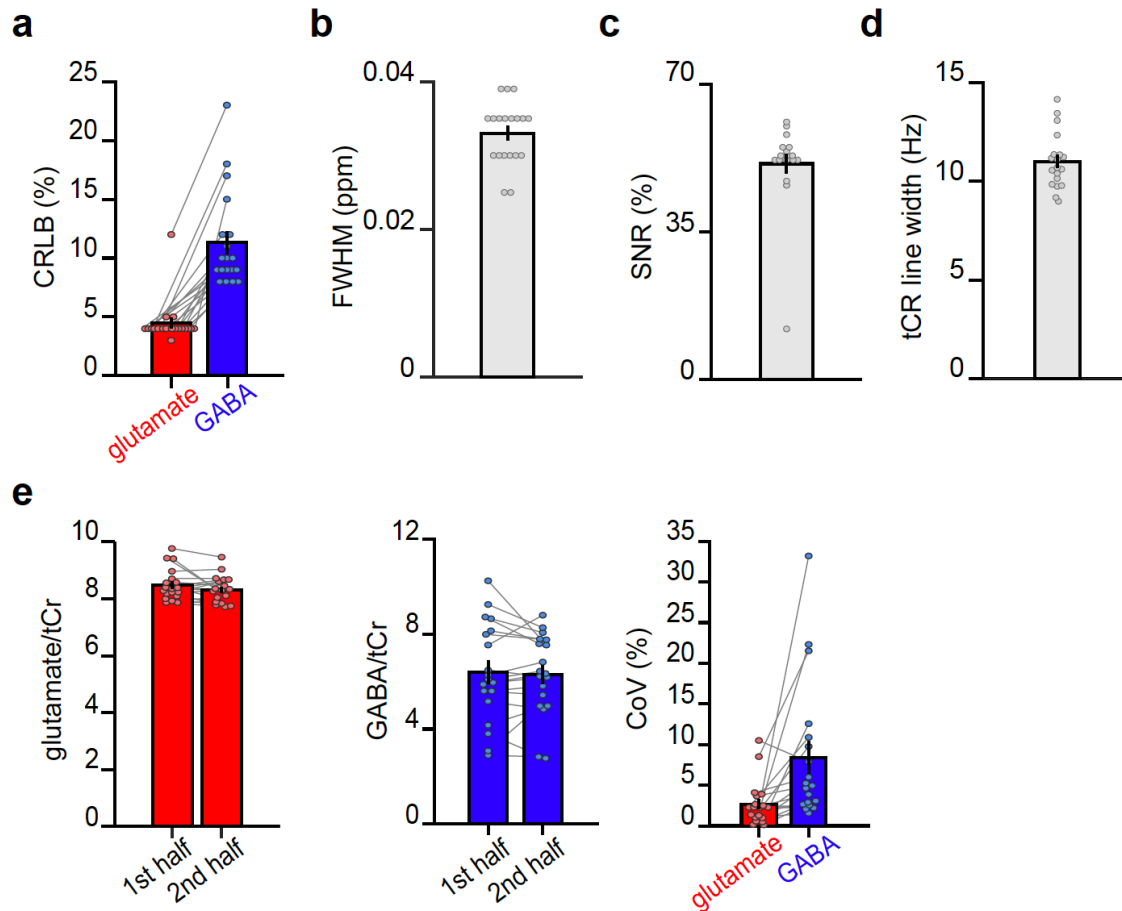 a
CRLB (%)
25
20
15
10
5
0
glutamate
GABA
b
FWHM (ppm)
0.04
0.02
0
c
SNR (%)
70
35
0
d
tCR line width (Hz)
15
10
5
0
e
glutamate/tCr
10
8
6
4
2
0
1st half
2nd half
GABA/tCr
12
8
4
0
1st half
2nd half
CoV (%)
35
30
25
20
15
10
5
0
glutamate
GABA